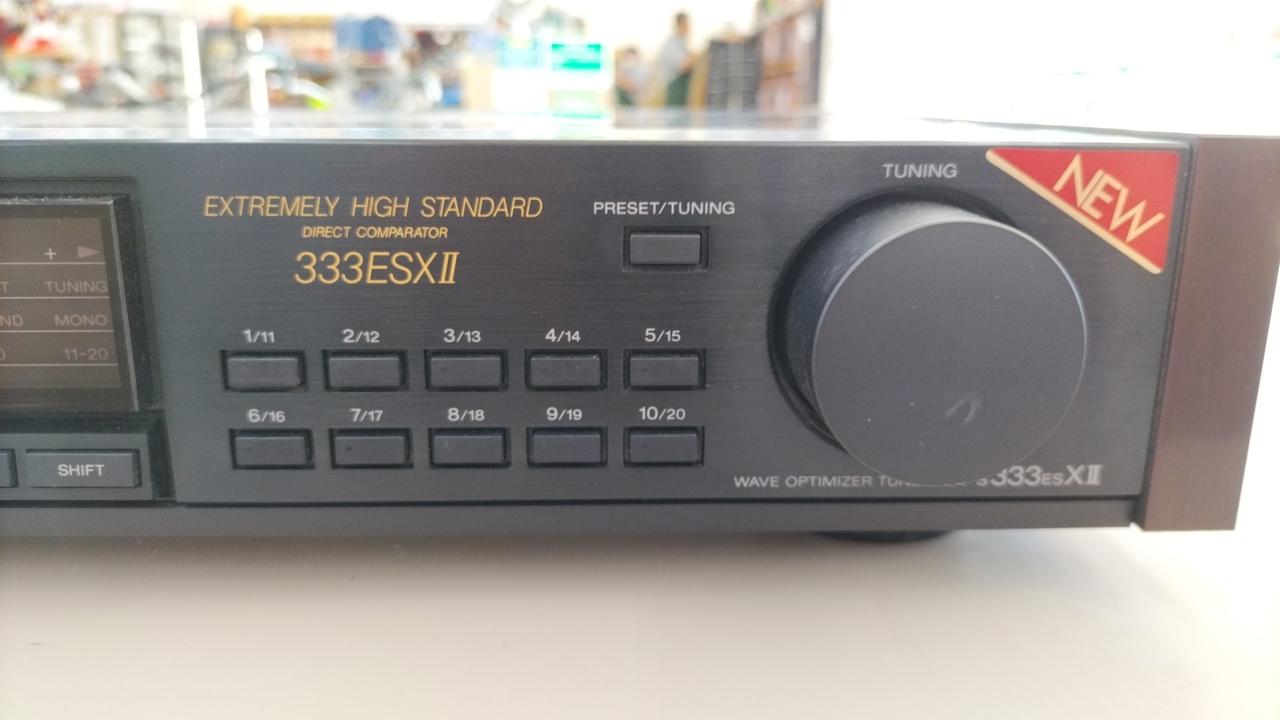 TUNING
NEW
EXTREMELY HIGH STANDARD
PRESET/TUNING
DIRECT COMPARATOR
333ESXII
+
TUNING
MONO
11-20
1/11 2/12 3/13 4/14 5/15
6/16 7/17 8/18 9/19 10/20
SHIFT
WAVE OPTIMIZER
333ESXII